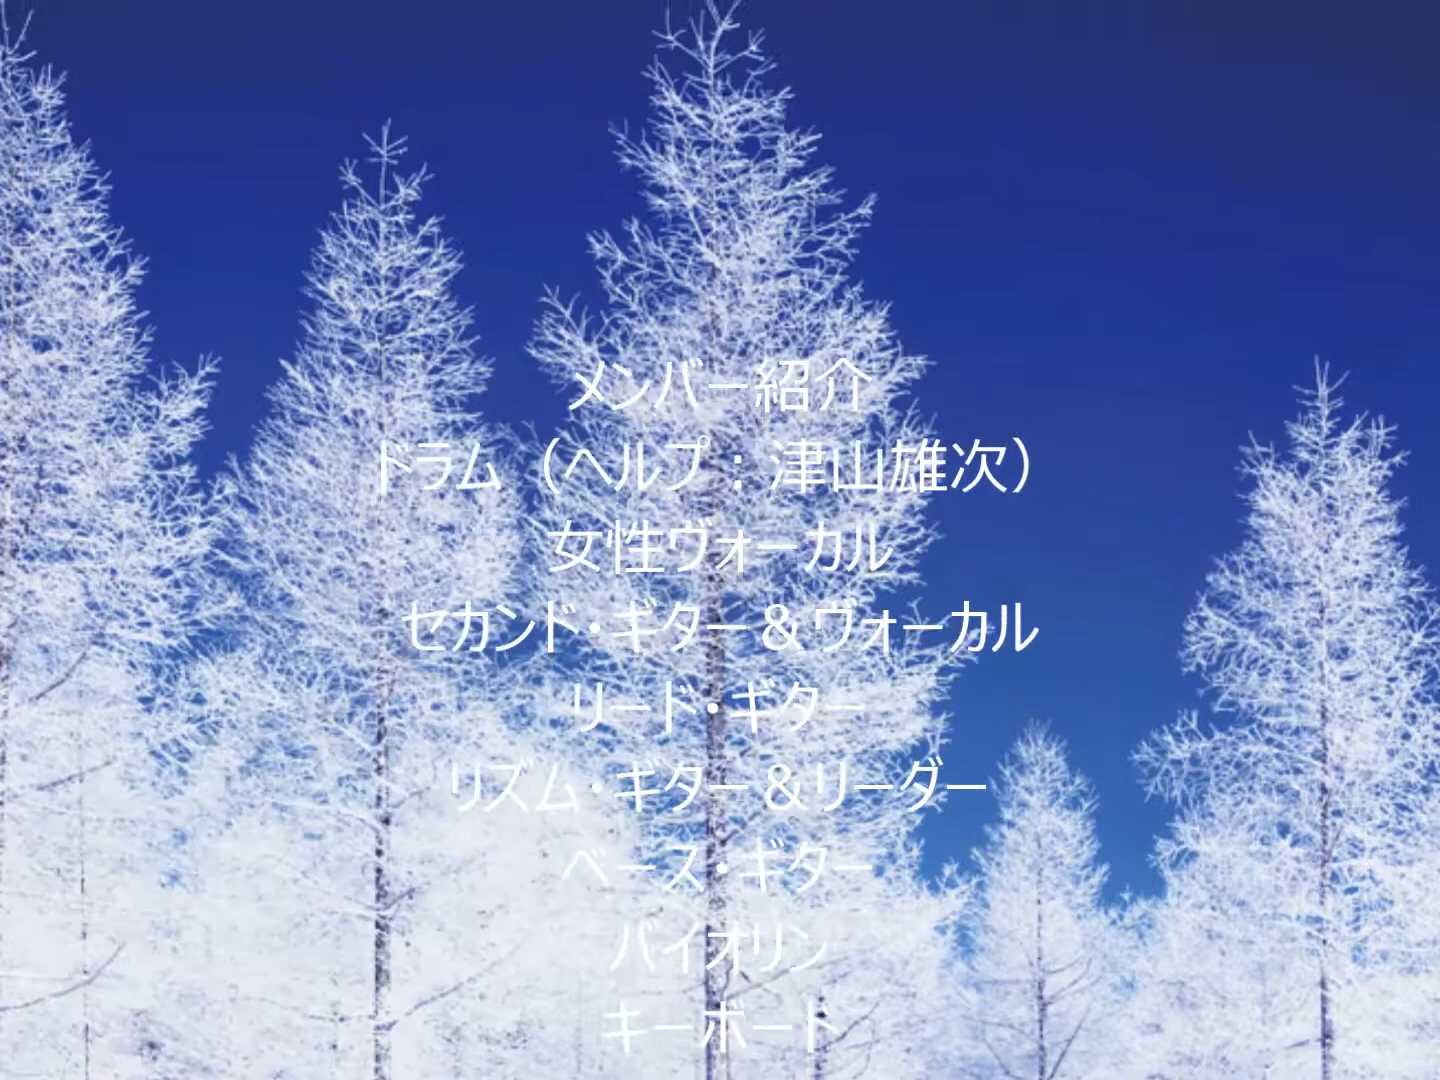 メンバー紹介
ドラム（ヘルプ：津山雄次）
女性ヴォーカル
セカンド・ギター＆ヴォーカル
リード・ギター
リズム・ギター＆リーダー
ベース・ギター
バイオリン
キーボード